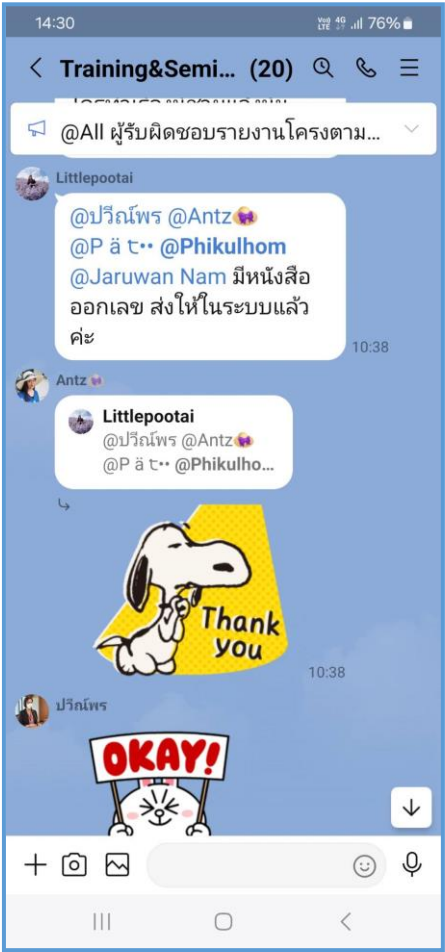 14:30
Vo) 4G
LTE
76%
Training&Semi... (20)
@All ผู้รับผิดชอบรายงานโครงตาม...
Littlepootai
@ปวีณ์พร @Antz
@P ä t·· @Phikulhom
@Jaruwan Nam มีหนังสือ
ออกเลข ส่งให้ในระบบแล้ว
ค่ะ
10:38
Antz
Littlepootai
@ปวีณ์พร @Antz
@P ä t·· @Phikulho...
Thank
you
10:38
ปวีณ์พร
OKAY!